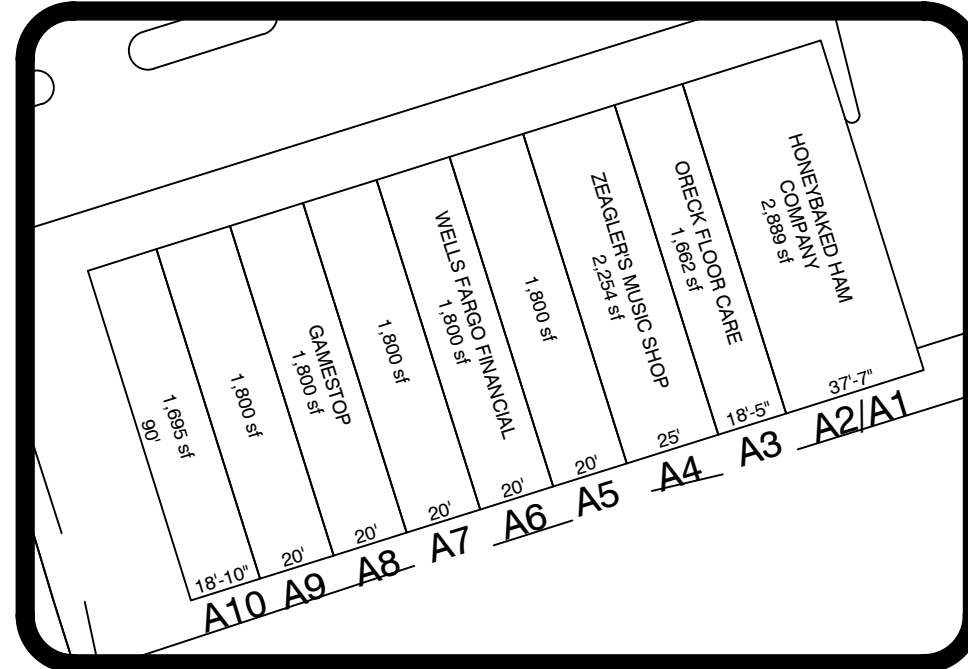 HONEYBAKED HAM
COMPANY
2,889 sf
37'-7"
A2/A1
ORECK FLOOR CARE
1,662 sf
18'-5"
A3
ZEAGLER'S MUSIC SHOP
2,254 sf
25'
A4
1,800 sf
20'
A5
WELLS FARGO FINANCIAL
1,800 sf
20'
A6
1,800 sf
20'
A7
GAMESTOP
1,800 sf
20'
A8
1,800 sf
20'
A9
1,695 sf
90'
18'-10"
A10